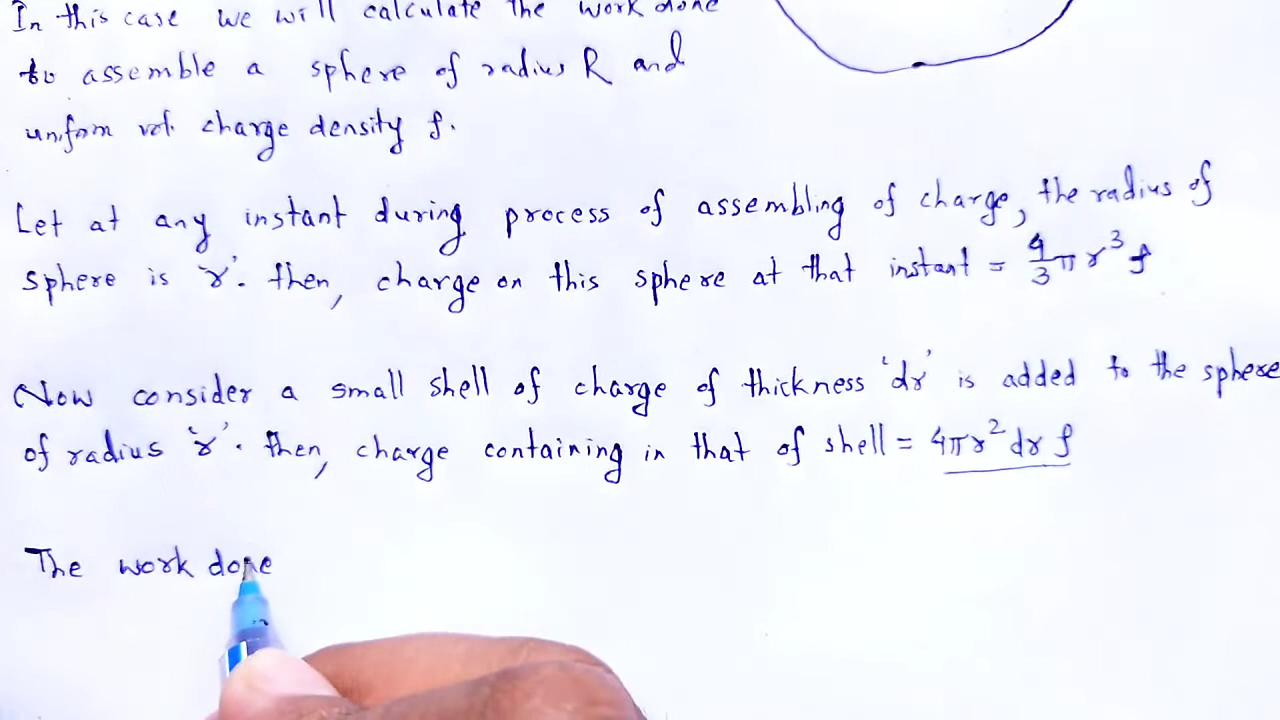 In this case we will calculate the work done
to assemble a sphere of radius R and
uniform vol. charge density ρ.
Let at any instant during process of assembling of charge, the radius of
sphere is 'r'. then, charge on this sphere at that instant = 4/3 π r³ ρ
Now consider a small shell of charge of thickness 'dr' is added to the sphere
of radius 'r'. then, charge containing in that of shell = 4πr² dr ρ
The work done